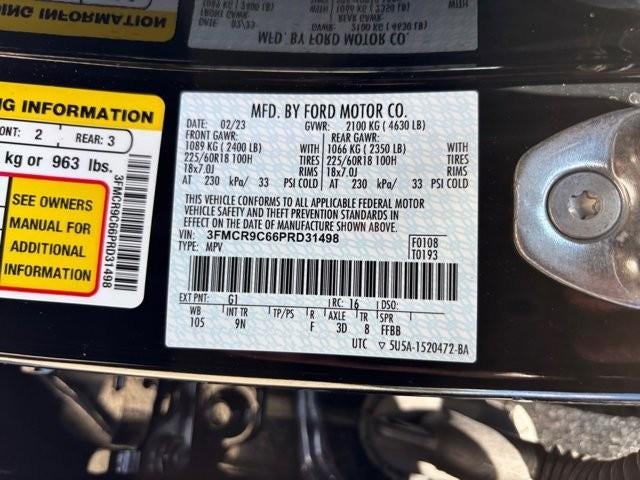 NG INFORMATION
ONT: 2 REAR: 3
kg or 963 lbs.
SEE OWNERS
MANUAL FOR
ADDITIONAL
INFORMATION
3FMCR9C66PRD31498
MFD. BY FORD MOTOR CO.
DATE: 02/23 GVWR: 2100 KG ( 4630 LB)
FRONT GAWR: REAR GAWR:
1089 KG ( 2400 LB) WITH 1066 KG ( 2350 LB) WITH
225/60R18 100H TIRES 225/60R18 100H TIRES
18x7.0J RIMS 18x7.0J RIMS
AT 230 kPa/ 33 PSI COLD AT 230 kPa/ 33 PSI COLD
THIS VEHICLE CONFORMS TO ALL APPLICABLE FEDERAL MOTOR
VEHICLE SAFETY AND THEFT PREVENTION STANDARDS IN
EFFECT ON THE DATE OF MANUFACTURE SHOWN ABOVE.
VIN: 3FMCR9C66PRD31498 F0108
TYPE: MPV T0193
EXT PNT: G1 RC: 16 DSO:
WB INT TR TP/PS R AXLE TR SPR
105 9N F 3D 8 FFBB
UTC ▽ 5U5A-1520472-BA